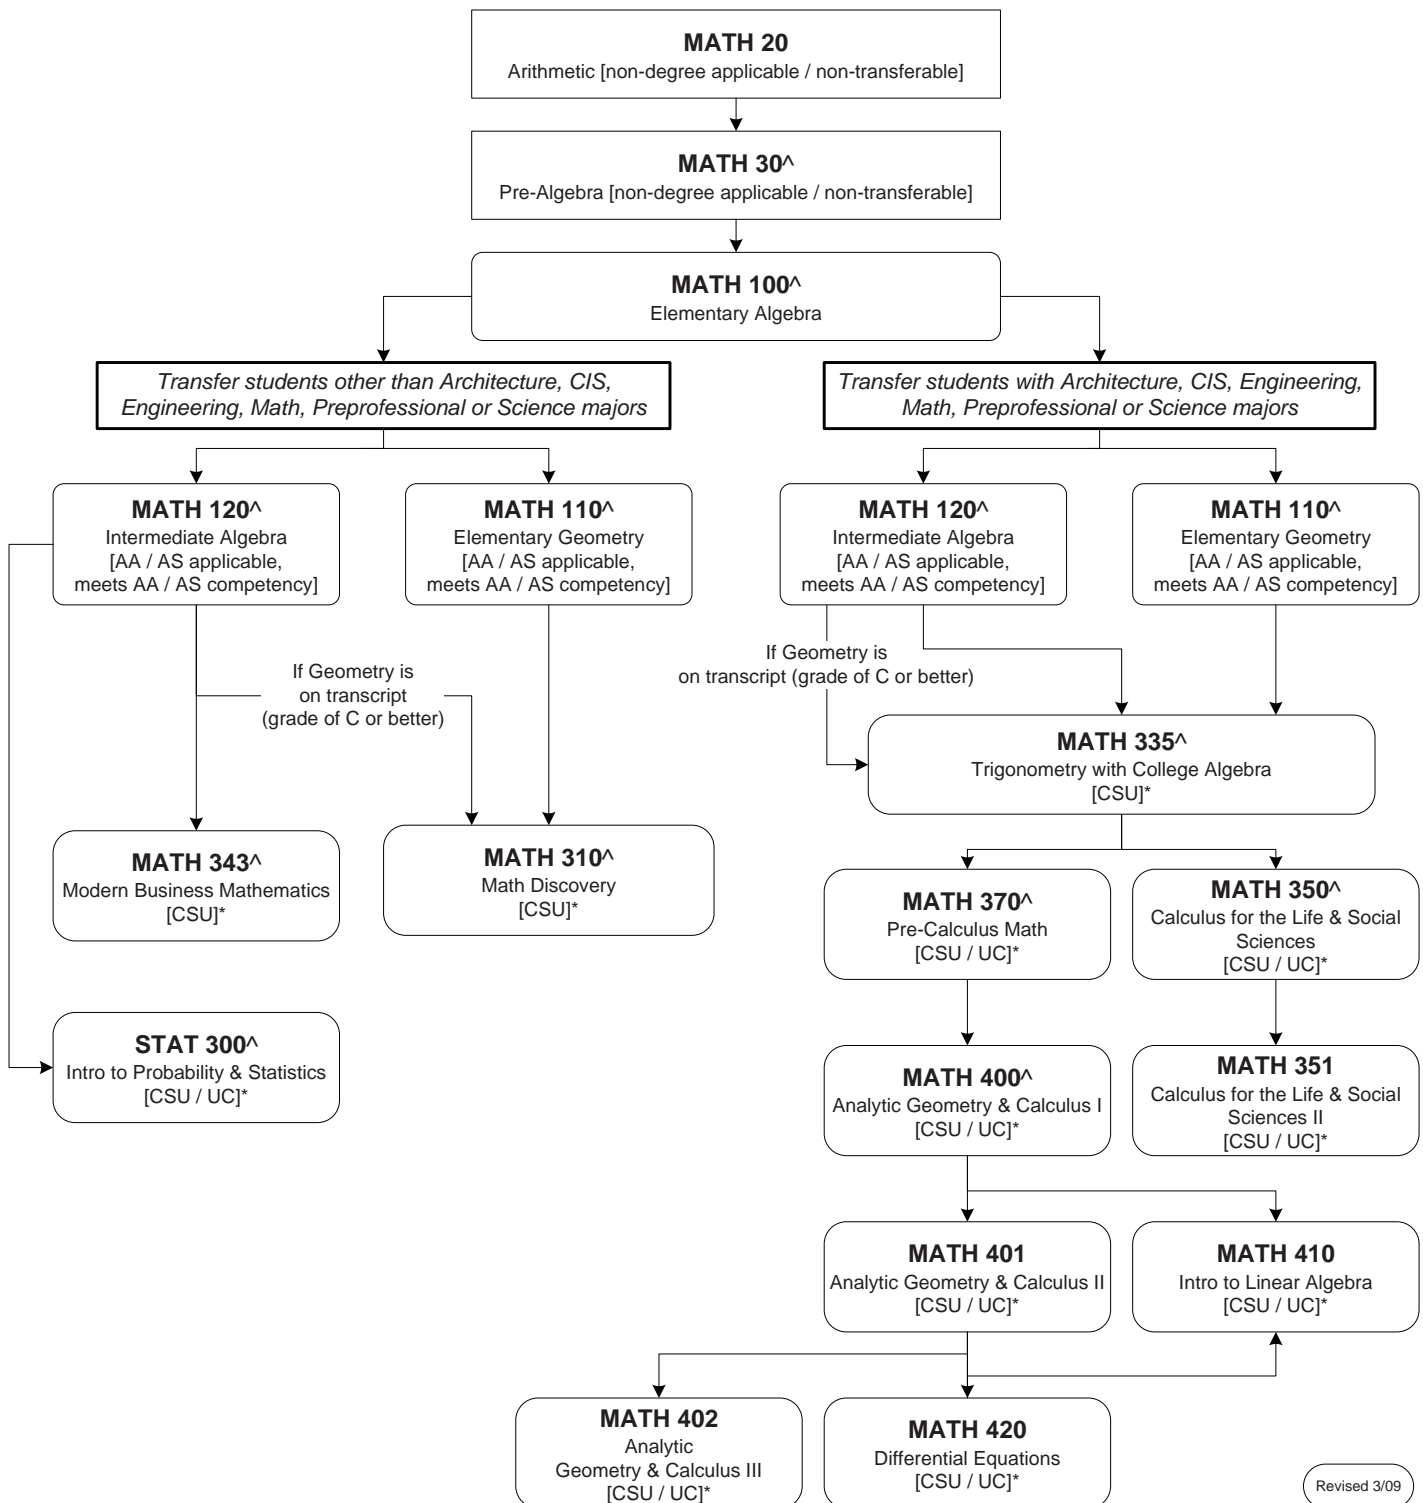 MATH 20
Arithmetic [non-degree applicable / non-transferable]
MATH 30^
Pre-Algebra [non-degree applicable / non-transferable]
MATH 100^
Elementary Algebra
Transfer students other than Architecture, CIS,
Engineering, Math, Preprofessional or Science majors
Transfer students with Architecture, CIS, Engineering,
Math, Preprofessional or Science majors
MATH 120^
Intermediate Algebra
[AA / AS applicable,
meets AA / AS competency]
MATH 110^
Elementary Geometry
[AA / AS applicable,
meets AA / AS competency]
MATH 120^
Intermediate Algebra
[AA / AS applicable,
meets AA / AS competency]
MATH 110^
Elementary Geometry
[AA / AS applicable,
meets AA / AS competency]
If Geometry is
on transcript
(grade of C or better)
If Geometry is
on transcript (grade of C or better)
MATH 335^
Trigonometry with College Algebra
[CSU]*
MATH 343^
Modern Business Mathematics
[CSU]*
MATH 310^
Math Discovery
[CSU]*
MATH 370^
Pre-Calculus Math
[CSU / UC]*
MATH 350^
Calculus for the Life & Social
Sciences
[CSU / UC]*
STAT 300^
Intro to Probability & Statistics
[CSU / UC]*
MATH 400^
Analytic Geometry & Calculus I
[CSU / UC]*
MATH 351
Calculus for the Life & Social
Sciences II
[CSU / UC]*
MATH 401
Analytic Geometry & Calculus II
[CSU / UC]*
MATH 410
Intro to Linear Algebra
[CSU / UC]*
MATH 402
Analytic
Geometry & Calculus III
[CSU / UC]*
MATH 420
Differential Equations
[CSU / UC]*
Revised 3/09